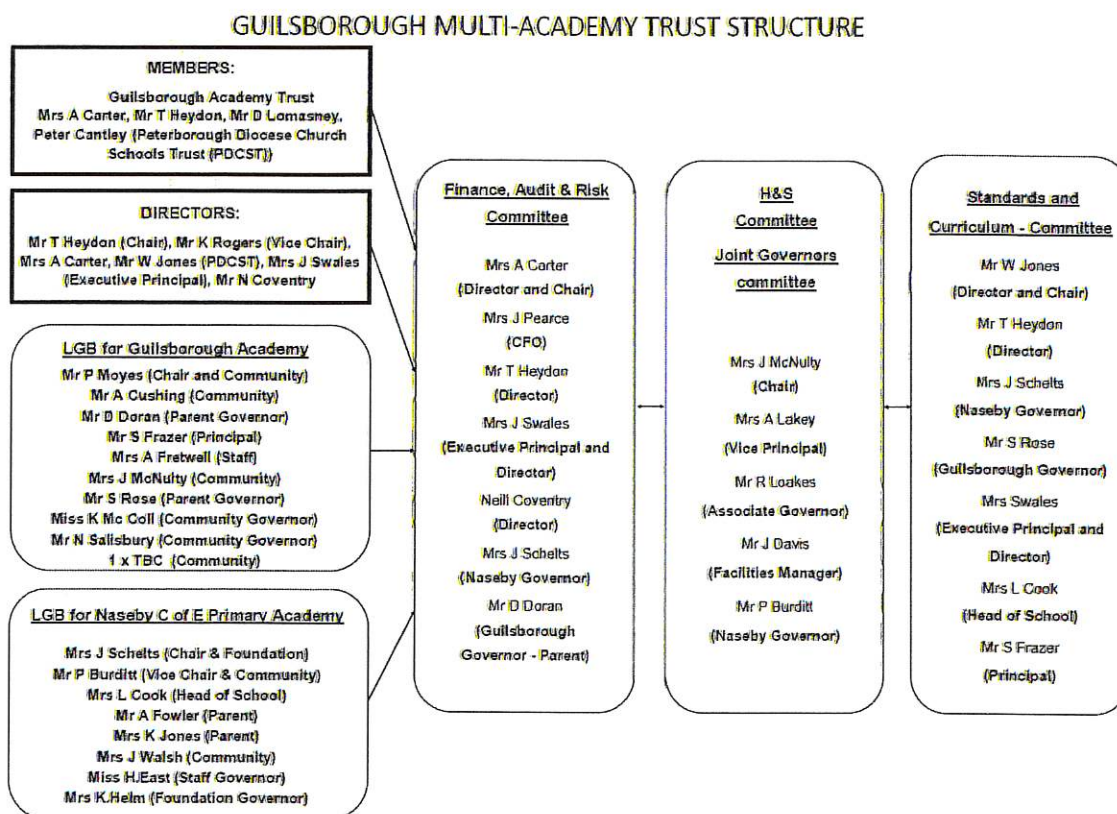 GUILSBOROUGH MULTI-ACADEMY TRUST STRUCTURE
MEMBERS:
Guilsborough Academy Trust
Mrs A Carter, Mr T Heydon, Mr D Lomasney,
Peter Cantley (Peterborough Diocese Church
Schools Trust (PDCST))
DIRECTORS:
Mr T Heydon (Chair), Mr K Rogers (Vice Chair),
Mrs A Carter, Mr W Jones (PDCST), Mrs J Swales
(Executive Principal), Mr N Coventry
LGB for Guilsborough Academy
Mr P Moyes (Chair and Community)
Mr A Cushing (Community)
Mr D Doran (Parent Governor)
Mr S Frazer (Principal)
Mrs A Fretwell (Staff)
Mrs J McNulty (Community)
Mr S Rose (Parent Governor)
Miss K Mc Coll (Community Governor)
Mr N Salisbury (Community Governor)
1 x TBC (Community)
LGB for Naseby C of E Primary Academy
Mrs J Schelts (Chair & Foundation)
Mr P Burditt (Vice Chair & Community)
Mrs L Cook (Head of School)
Mr A Fowler (Parent)
Mrs K Jones (Parent)
Mrs J Walsh (Community)
Miss H.East (Staff Governor)
Mrs K.Helm (Foundation Governor)
Finance, Audit & Risk
Committee
Mrs A Carter
(Director and Chair)
Mrs J Pearce
(CFO)
Mr T Heydon
(Director)
Mrs J Swales
(Executive Principal and
Director)
Neill Coventry
(Director)
Mrs J Schelts
(Naseby Governor)
Mr D Doran
(Guilsborough
Governor - Parent)
H&S
Committee
Joint Governors
committee
Mrs J McNulty
(Chair)
Mrs A Lakey
(Vice Principal)
Mr R Loakes
(Associate Governor)
Mr J Davis
(Facilities Manager)
Mr P Burditt
(Naseby Governor)
Standards and
Curriculum - Committee
Mr W Jones
(Director and Chair)
Mr T Heydon
(Director)
Mrs J Schelts
(Naseby Governor)
Mr S Rose
(Guilsborough Governor)
Mrs Swales
(Executive Principal and
Director)
Mrs L Cook
(Head of School)
Mr S Frazer
(Principal)